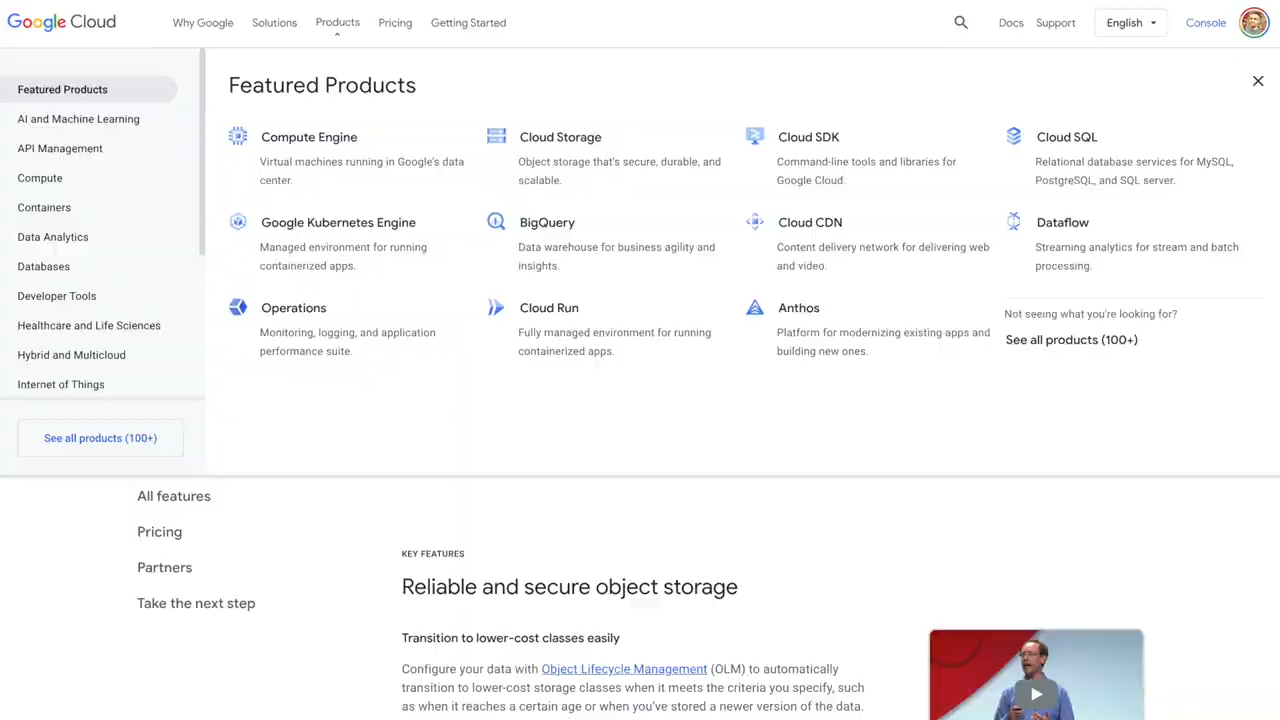 Google Cloud
Why Google
Solutions
Products
Pricing
Getting Started
Docs
Support
English
Console
Featured Products
AI and Machine Learning
API Management
Compute
Containers
Data Analytics
Databases
Developer Tools
Healthcare and Life Sciences
Hybrid and Multicloud
Internet of Things
See all products (100+)
Featured Products
Compute Engine
Virtual machines running in Google's data
center.
Cloud Storage
Object storage that's secure, durable, and
scalable.
Cloud SDK
Command-line tools and libraries for
Google Cloud.
Cloud SQL
Relational database services for MySQL,
PostgreSQL, and SQL server.
Google Kubernetes Engine
Managed environment for running
containerized apps.
BigQuery
Data warehouse for business agility and
insights.
Cloud CDN
Content delivery network for delivering web
and video.
Dataflow
Streaming analytics for stream and batch
processing.
Operations
Monitoring, logging, and application
performance suite.
Cloud Run
Fully managed environment for running
containerized apps.
Anthos
Platform for modernizing existing apps and
building new ones.
Not seeing what you're looking for?
See all products (100+)
All features
Pricing
Partners
Take the next step
KEY FEATURES
Reliable and secure object storage
Transition to lower-cost classes easily
Configure your data with Object Lifecycle Management (OLM) to automatically
transition to lower-cost storage classes when it meets the criteria you specify, such
as when it reaches a certain age or when you've stored a newer version of the data.